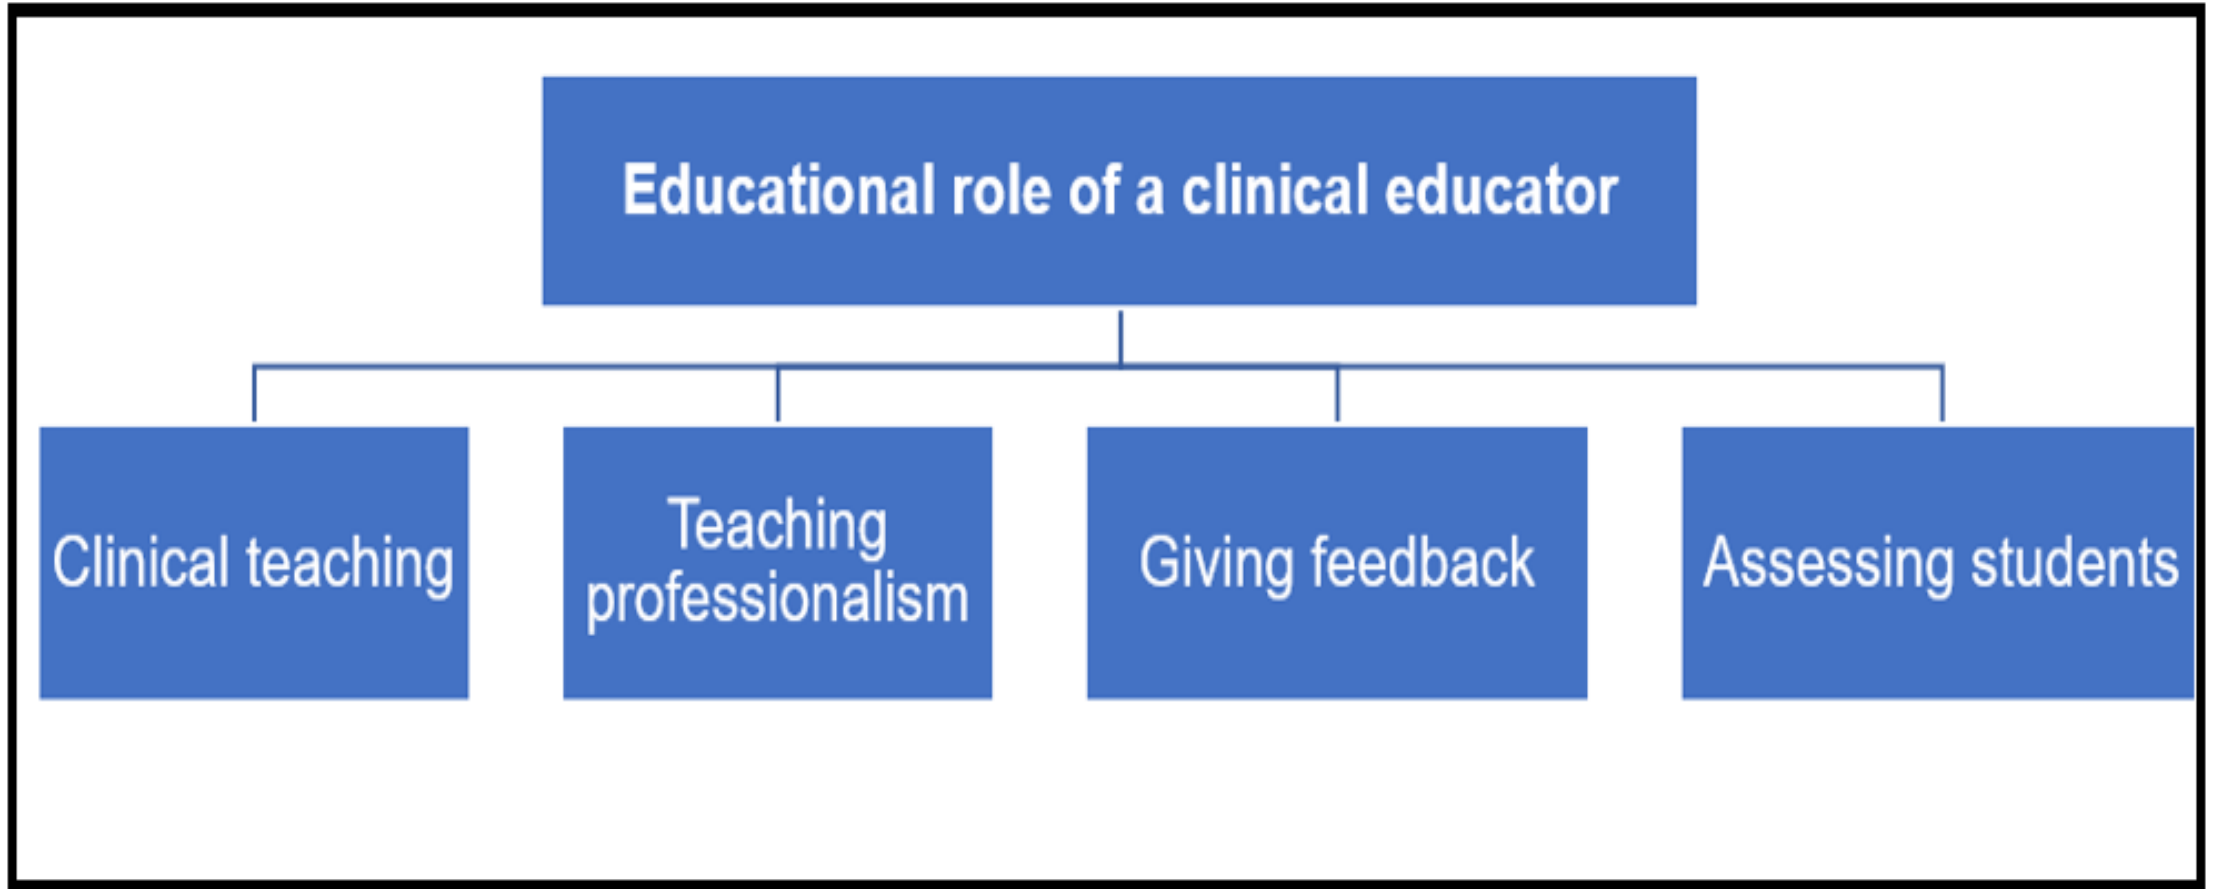 Educational role of a clinical educator
Clinical teaching
Teaching
professionalism
Giving feedback
Assessing students